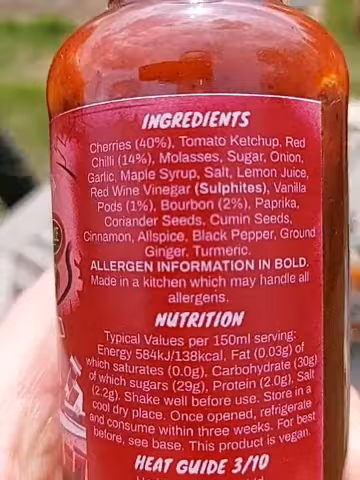 INGREDIENTS
Cherries (40%), Tomato Ketchup, Red
Chilli (14%), Molasses, Sugar, Onion,
Garlic, Maple Syrup, Salt, Lemon Juice,
Red Wine Vinegar (Sulphites), Vanilla
Pods (1%), Bourbon (2%), Paprika,
Coriander Seeds, Cumin Seeds,
Cinnamon, Allspice, Black Pepper, Ground
Ginger, Turmeric.
ALLERGEN INFORMATION IN BOLD.
Made in a kitchen which may handle all
allergens.
NUTRITION
Typical Values per 150ml serving:
Energy 584kJ/138kcal, Fat (0.03g) of
which saturates (0.0g), Carbohydrate (30g)
of which sugars (29g), Protein (2.0g), Salt
(2.2g). Shake well before use. Store in a
cool dry place. Once opened, refrigerate
and consume within three weeks. For best
before, see base. This product is vegan.
HEAT GUIDE 3/10